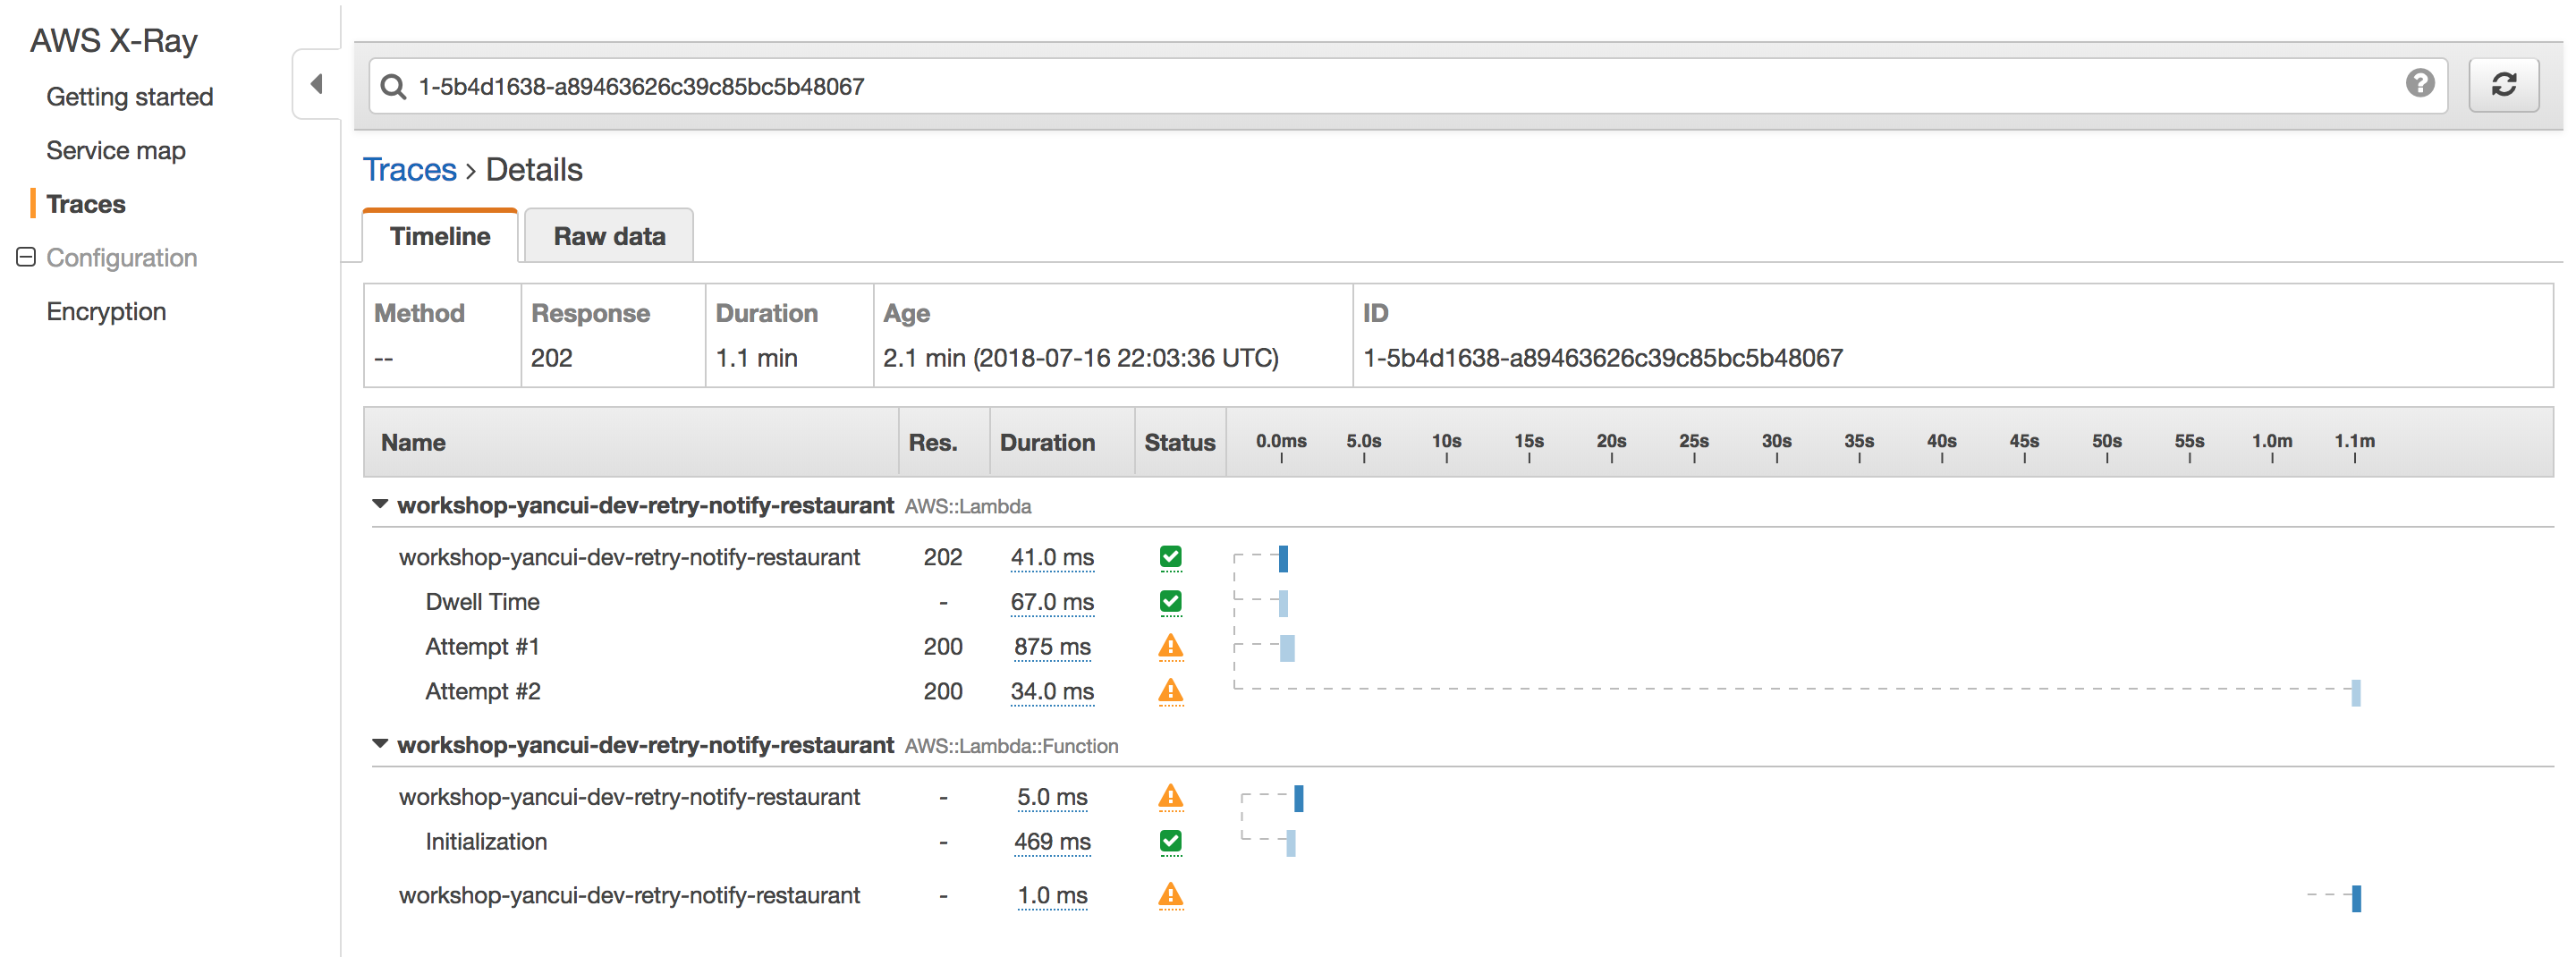 AWS X-Ray
Getting started
Service map
Traces
Configuration
Encryption
1-5b4d1638-a89463626c39c85bc5b48067
Traces > Details
Timeline Raw data
Method Response Duration Age ID
-- 202 1.1 min 2.1 min (2018-07-16 22:03:36 UTC) 1-5b4d1638-a89463626c39c85bc5b48067
Name Res. Duration Status 0.0ms 5.0s 10s 15s 20s 25s 30s 35s 40s 45s 50s 55s 1.0m 1.1m
workshop-yancui-dev-retry-notify-restaurant AWS::Lambda
workshop-yancui-dev-retry-notify-restaurant 202 41.0 ms
Dwell Time - 67.0 ms
Attempt #1 200 875 ms
Attempt #2 200 34.0 ms
workshop-yancui-dev-retry-notify-restaurant AWS::Lambda::Function
workshop-yancui-dev-retry-notify-restaurant - 5.0 ms
Initialization - 469 ms
workshop-yancui-dev-retry-notify-restaurant - 1.0 ms